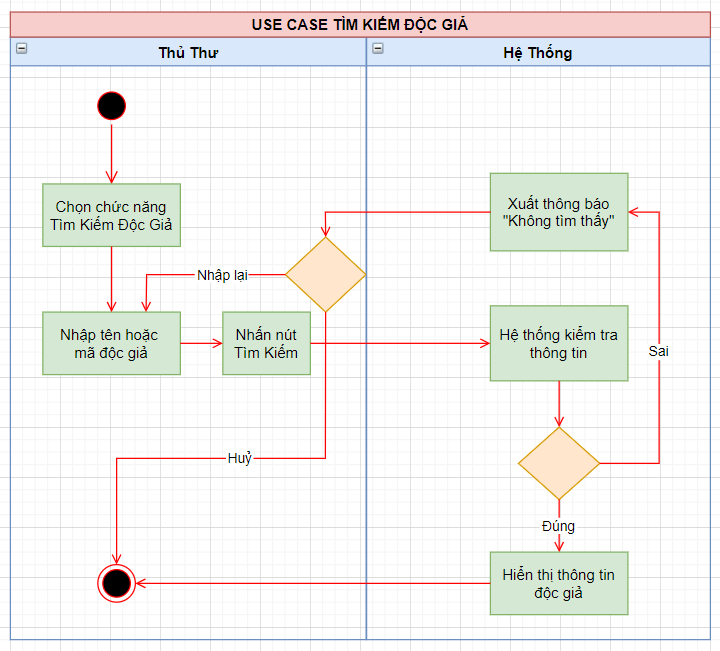 USE CASE TÌM KIẾM ĐỘC GIẢ
Thủ Thư
Hệ Thống
Chọn chức năng
Tìm Kiếm Độc Giả
Xuất thông báo
"Không tìm thấy"
Nhập lại
Nhập tên hoặc
mã độc giả
Nhấn nút
Tìm Kiếm
Hệ thống kiểm tra
thông tin
Sai
Huỷ
Đúng
Hiển thị thông tin
độc giả